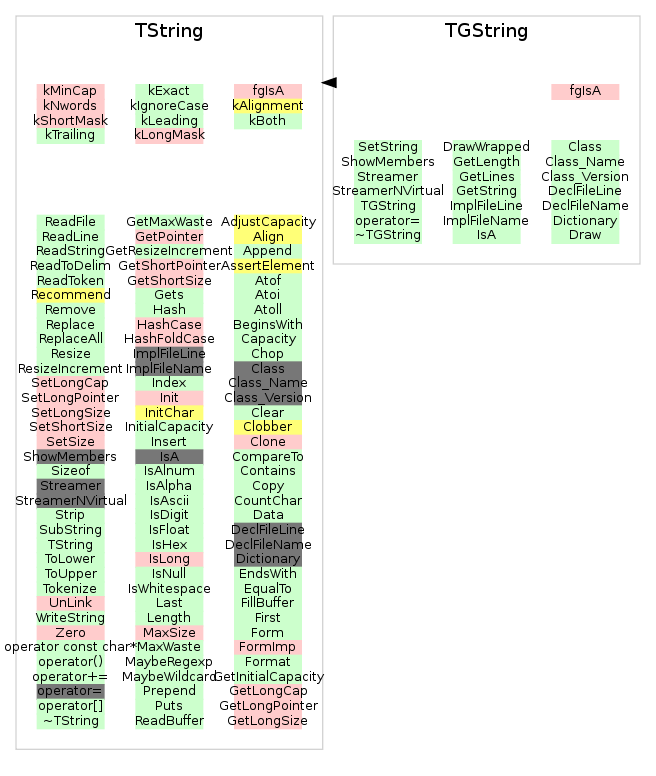 TString
TGString
kMinCap kExact fgIsA
kNwords kIgnoreCase kAlignment
kShortMask kLeading kBoth
kTrailing kLongMask
fgIsA
SetString DrawWrapped Class
ShowMembers GetLength Class_Name
Streamer GetLines Class_Version
StreamerNVirtual GetString DeclFileLine
TGString ImplFileLine DeclFileName
operator= ImplFileName Dictionary
~TGString IsA Draw
ReadFile GetMaxWaste AdjustCapacity
ReadLine GetPointer Align
ReadString GetResizeIncrement Append
ReadToDelim GetShortPointer AssertElement
ReadToken GetShortSize Atof
Recommend Gets Atoi
Remove Hash Atoll
Replace HashCase BeginsWith
ReplaceAll HashFoldCase Capacity
Resize ImplFileLine Chop
ResizeIncrement ImplFileName Class
SetLongCap Index Class_Name
SetLongPointer Init Class_Version
SetLongSize InitChar Clear
SetShortSize InitialCapacity Clobber
SetSize Insert Clone
ShowMembers IsA CompareTo
Sizeof IsAlnum Contains
Streamer IsAlpha Copy
StreamerNVirtual IsAscii CountChar
Strip IsDigit Data
SubString IsFloat DeclFileLine
TString IsHex DeclFileName
ToLower IsLong Dictionary
ToUpper IsNull EndsWith
Tokenize IsWhitespace EqualTo
UnLink Last FillBuffer
WriteString Length First
Zero MaxSize Form
operator const char* MaxWaste FormImp
operator() MaybeRegexp Format
operator+= MaybeWildcard GetInitialCapacity
operator= Prepend GetLongCap
operator[] Puts GetLongPointer
~TString ReadBuffer GetLongSize